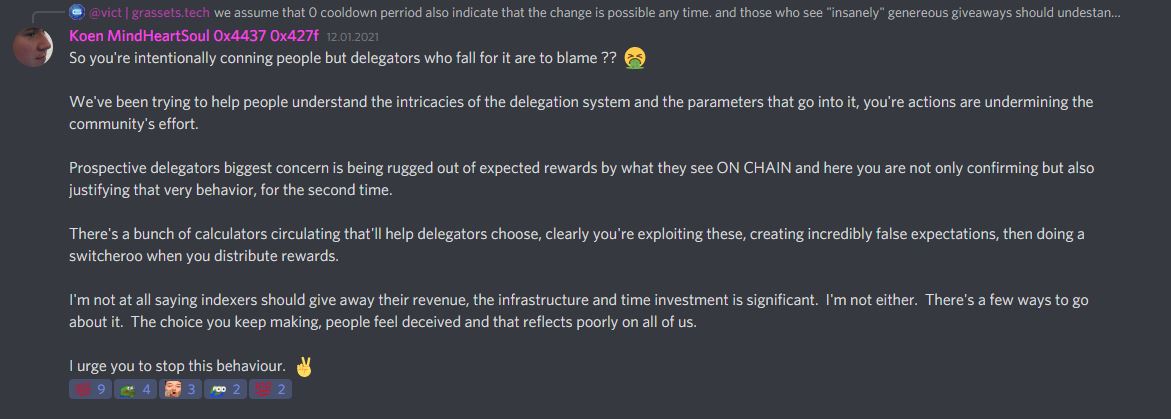 @vict | grassets.tech we assume that 0 cooldown perriod also indicate that the change is possible any time. and those who see "insanely" genereous giveaways should undestan...
Koen MindHeartSoul 0x4437 0x427f 12.01.2021
So you're intentionally conning people but delegators who fall for it are to blame ??
We've been trying to help people understand the intricacies of the delegation system and the parameters that go into it, you're actions are undermining the
community's effort.
Prospective delegators biggest concern is being rugged out of expected rewards by what they see ON CHAIN and here you are not only confirming but also
justifying that very behavior, for the second time.
There's a bunch of calculators circulating that'll help delegators choose, clearly you're exploiting these, creating incredibly false expectations, then doing a
switcheroo when you distribute rewards.
I'm not at all saying indexers should give away their revenue, the infrastructure and time investment is significant. I'm not either. There's a few ways to go
about it. The choice you keep making, people feel deceived and that reflects poorly on all of us.
I urge you to stop this behaviour.
9 4 3 2 2